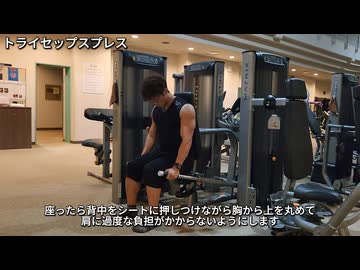 トライセップスプレス
座ったら背中をシートに押しつけながら胸から上を丸めて
肩に過度な負担がかからないようにします